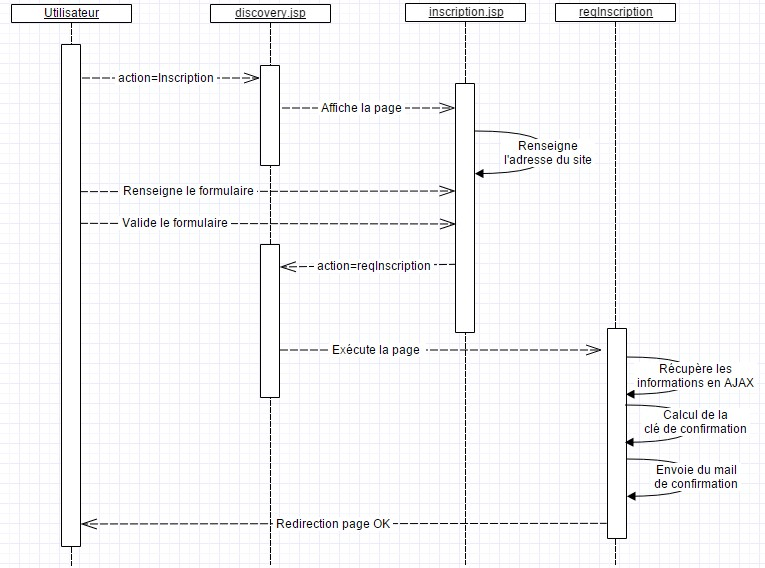 Utilisateur
discovery.jsp
inscription.jsp
reqInscription
action=Inscription
Affiche la page
Renseigne
l'adresse du site
Renseigne le formulaire
Valide le formulaire
action=reqInscription
Exécute la page
Récupère les
informations en AJAX
Calcul de la
clé de confirmation
Envoie du mail
de confirmation
Redirection page OK